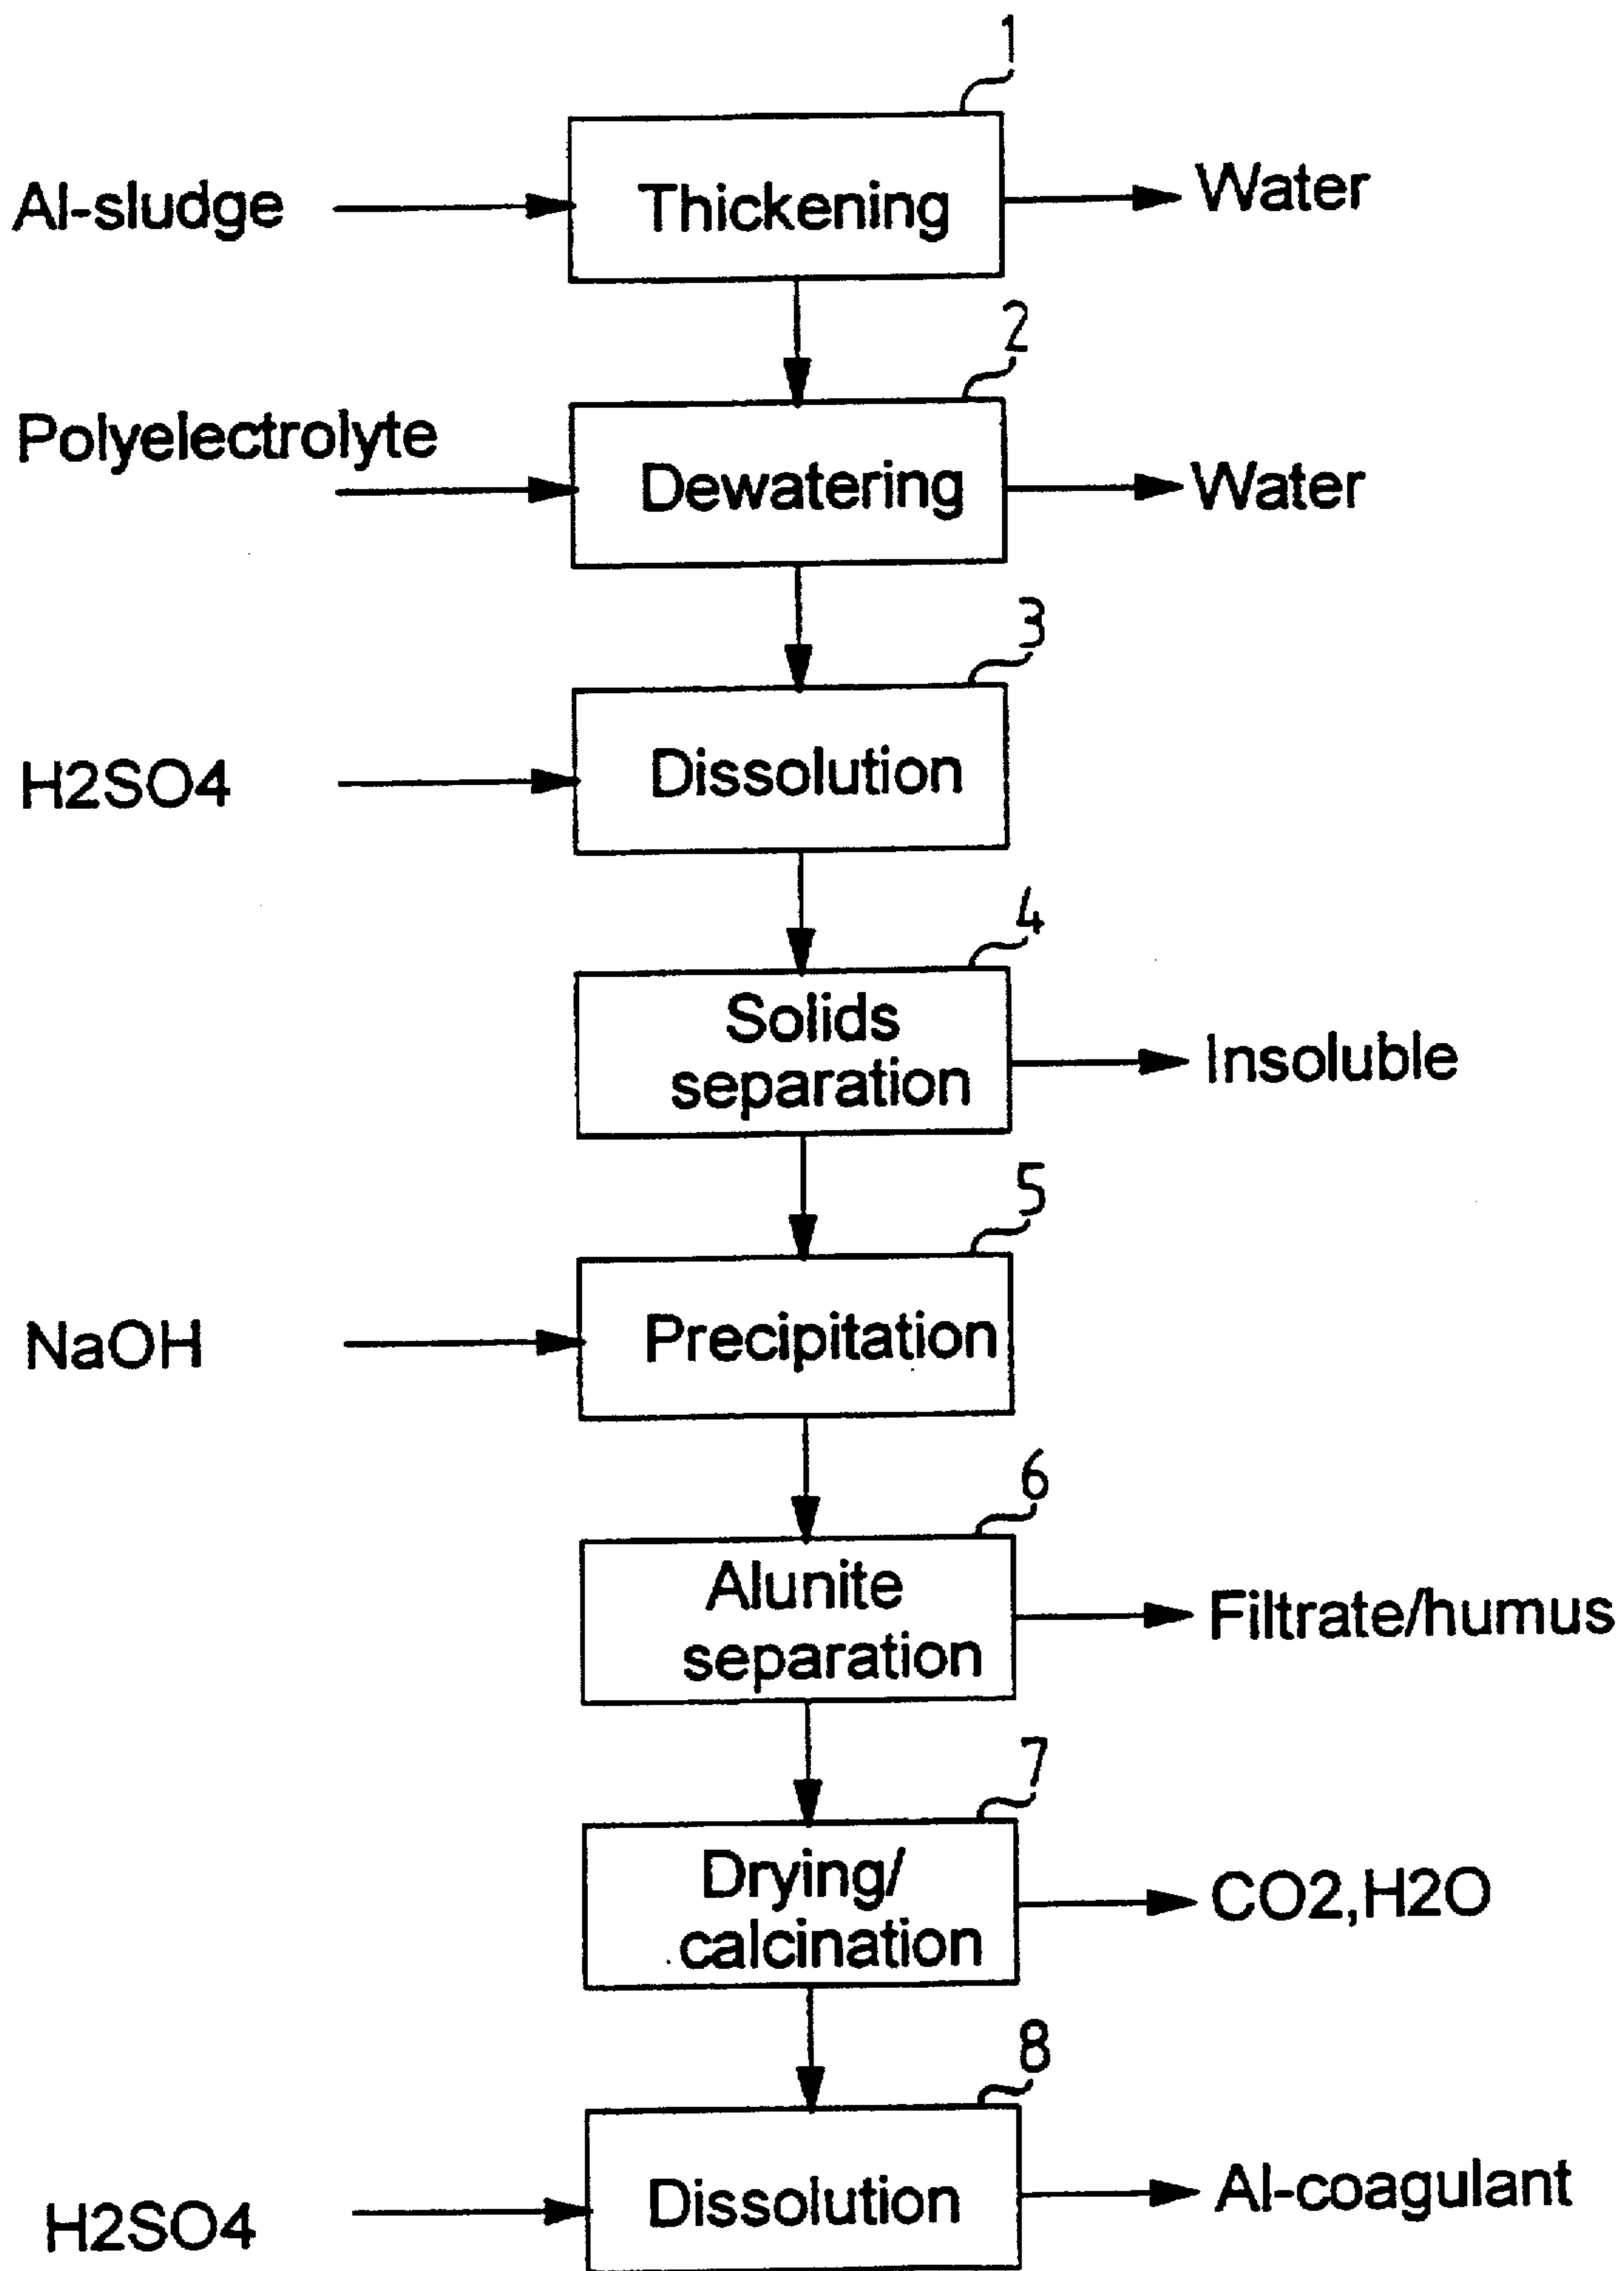 1
Al-sludge
Thickening
Water
2
Polyelectrolyte
Dewatering
Water
3
H2SO4
Dissolution
4
Solids
separation
Insoluble
5
NaOH
Precipitation
6
Alunite
separation
Filtrate/humus
7
Drying/
calcination
CO2,H2O
8
H2SO4
Dissolution
Al-coagulant